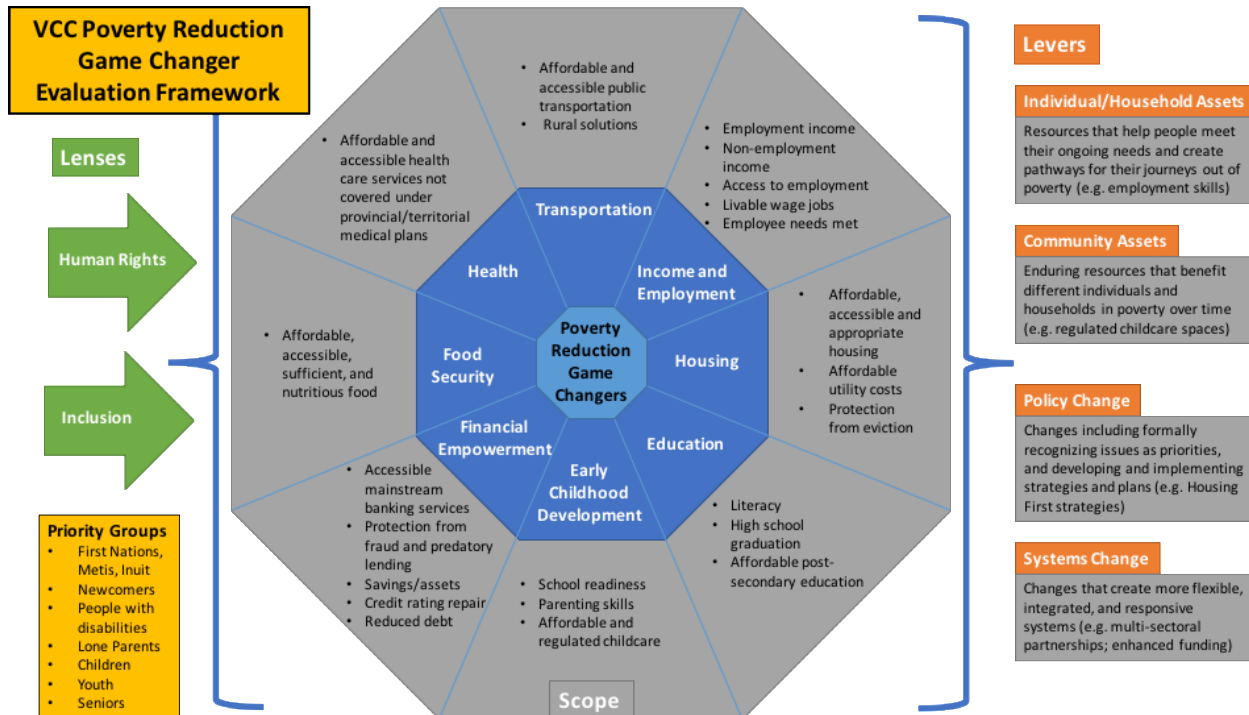 VCC Poverty Reduction
Game Changer
Evaluation Framework
Lenses
Human Rights
Inclusion
Priority Groups
• First Nations,
Metis, Inuit
• Newcomers
• People with
disabilities
• Lone Parents
• Children
• Youth
• Seniors
• Affordable and
accessible public
transportation
• Rural solutions
• Affordable and
accessible health
care services not
covered under
provincial/territorial
medical plans
• Employment income
• Non-employment
income
• Access to employment
• Livable wage jobs
• Employee needs met
Transportation
Health
Income and
Employment
• Affordable,
accessible,
sufficient, and
nutritious food
Food
Security
Poverty
Reduction
Game
Changers
Housing
• Affordable,
accessible and
appropriate
housing
• Affordable
utility costs
• Protection
from eviction
Financial
Empowerment
Early
Childhood
Development
Education
• Accessible
mainstream
banking services
• Protection from
fraud and predatory
lending
• Savings/assets
• Credit rating repair
• Reduced debt
• School readiness
• Parenting skills
• Affordable and
regulated childcare
• Literacy
• High school
graduation
• Affordable post-
secondary education
Scope
Levers
Individual/Household Assets
Resources that help people meet
their ongoing needs and create
pathways for their journeys out of
poverty (e.g. employment skills)
Community Assets
Enduring resources that benefit
different individuals and
households in poverty over time
(e.g. regulated childcare spaces)
Policy Change
Changes including formally
recognizing issues as priorities,
and developing and implementing
strategies and plans (e.g. Housing
First strategies)
Systems Change
Changes that create more flexible,
integrated, and responsive
systems (e.g. multi-sectoral
partnerships; enhanced funding)